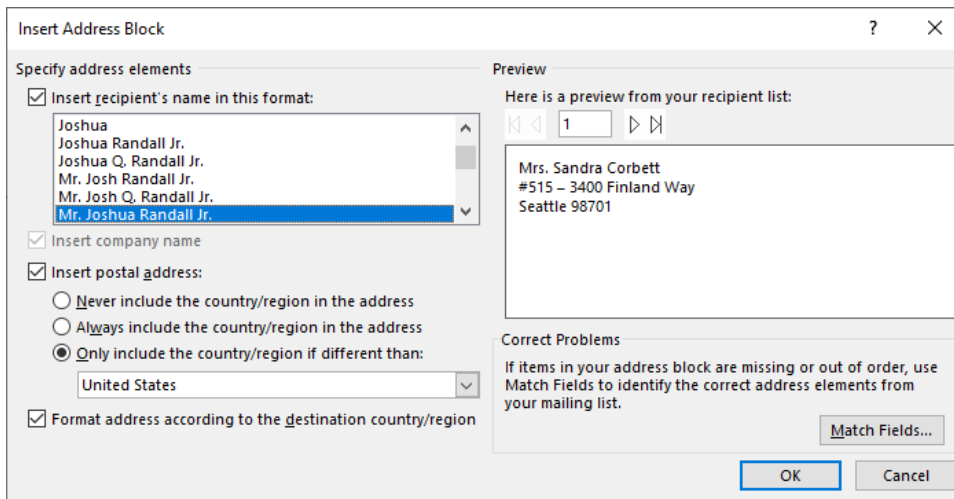 Insert Address Block
?
Specify address elements
Insert recipient's name in this format:
Joshua
Joshua Randall Jr.
Joshua Q. Randall Jr.
Mr. Josh Randall Jr.
Mr. Josh Q. Randall Jr.
Mr. Joshua Randall Jr.
Insert company name
Insert postal address:
Never include the country/region in the address
Always include the country/region in the address
Only include the country/region if different than:
United States
Format address according to the destination country/region
Preview
Here is a preview from your recipient list:
1
Mrs. Sandra Corbett
#515 – 3400 Finland Way
Seattle 98701
Correct Problems
If items in your address block are missing or out of order, use
Match Fields to identify the correct address elements from
your mailing list.
Match Fields...
OK
Cancel